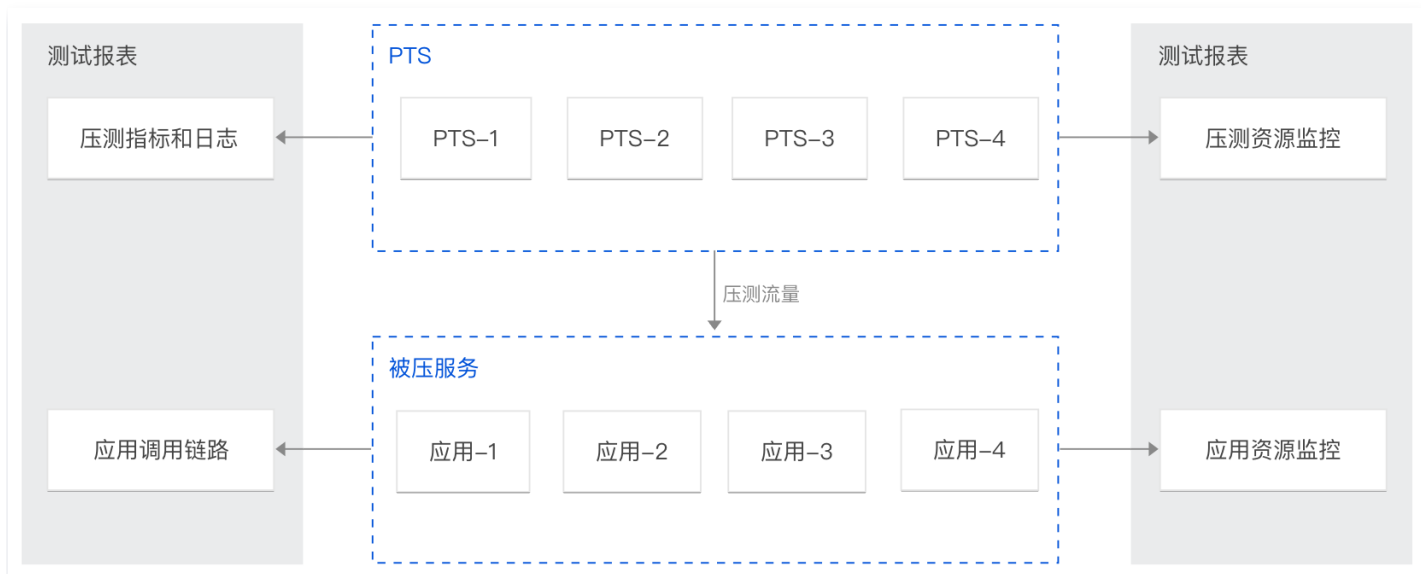 测试报表
压测指标和日志
应用调用链路
PTS
PTS-1
PTS-2
PTS-3
PTS-4
压测流量
被压服务
应用-1
应用-2
应用-3
应用-4
测试报表
压测资源监控
应用资源监控